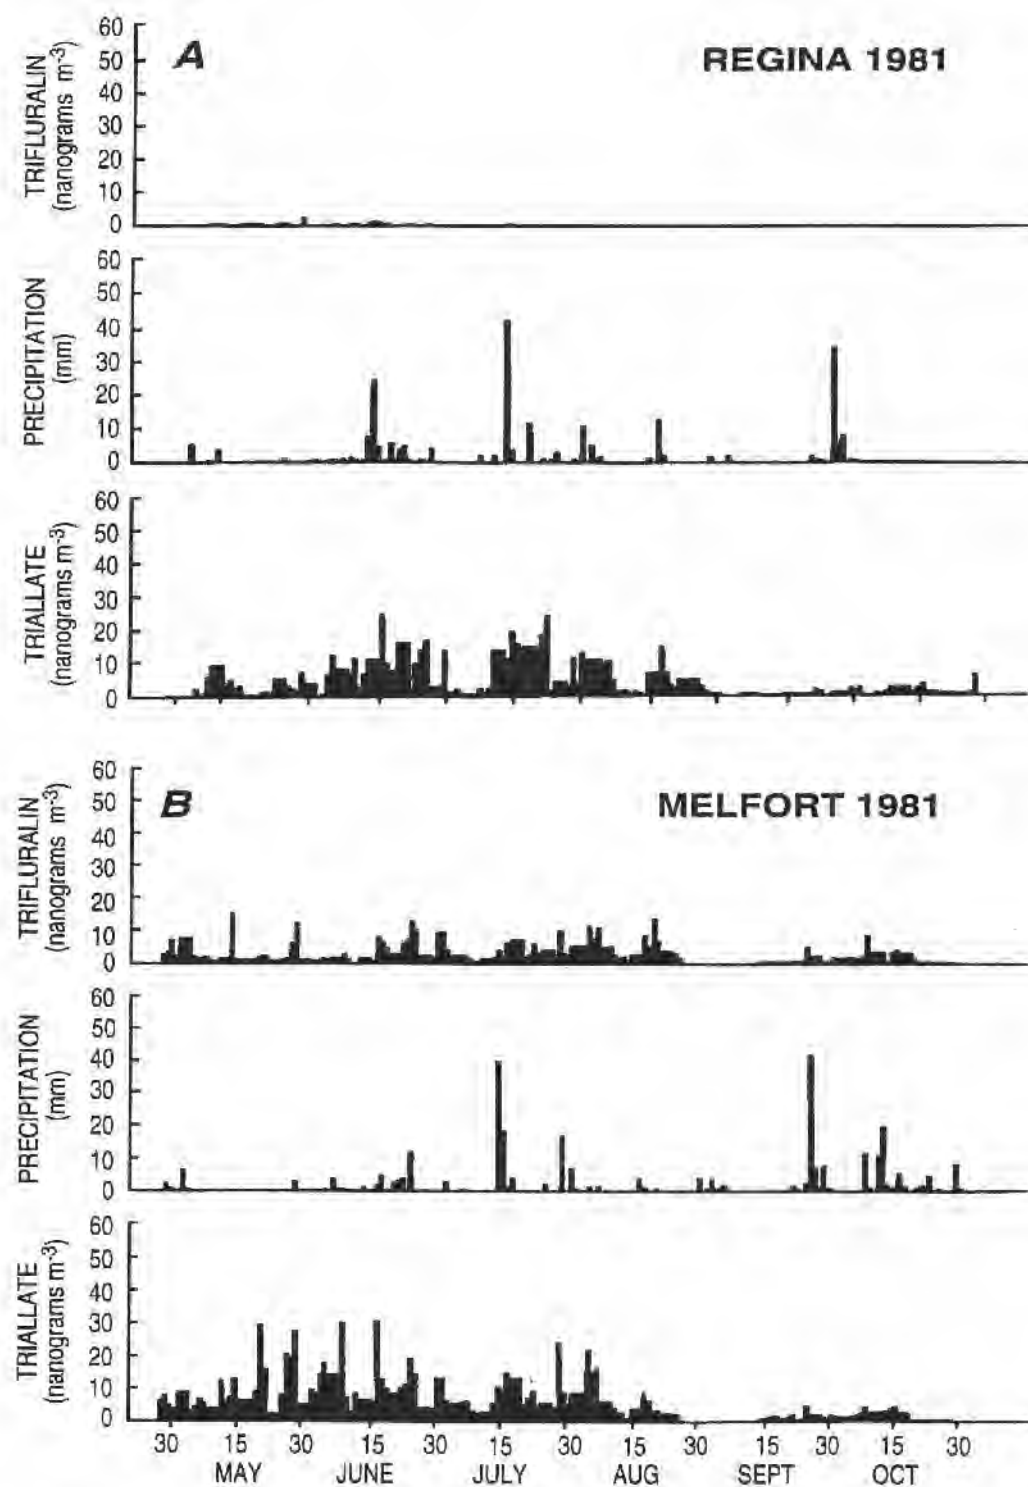 A REGINA 1981
TRIFLURALIN
(nanograms m-3)
60
50
40
30
20
10
0
PRECIPITATION
(mm)
60
50
40
30
20
10
0
TRIALLATE
(nanograms m-3)
60
50
40
30
20
10
0
B MELFORT 1981
TRIFLURALIN
(nanograms m-3)
60
50
40
30
20
10
0
PRECIPITATION
(mm)
60
50
40
30
20
10
0
TRIALLATE
(nanograms m-3)
60
50
40
30
20
10
0
30 15 30 15 30 15 30 15 30 15 30 15 30
MAY JUNE JULY AUG SEPT OCT